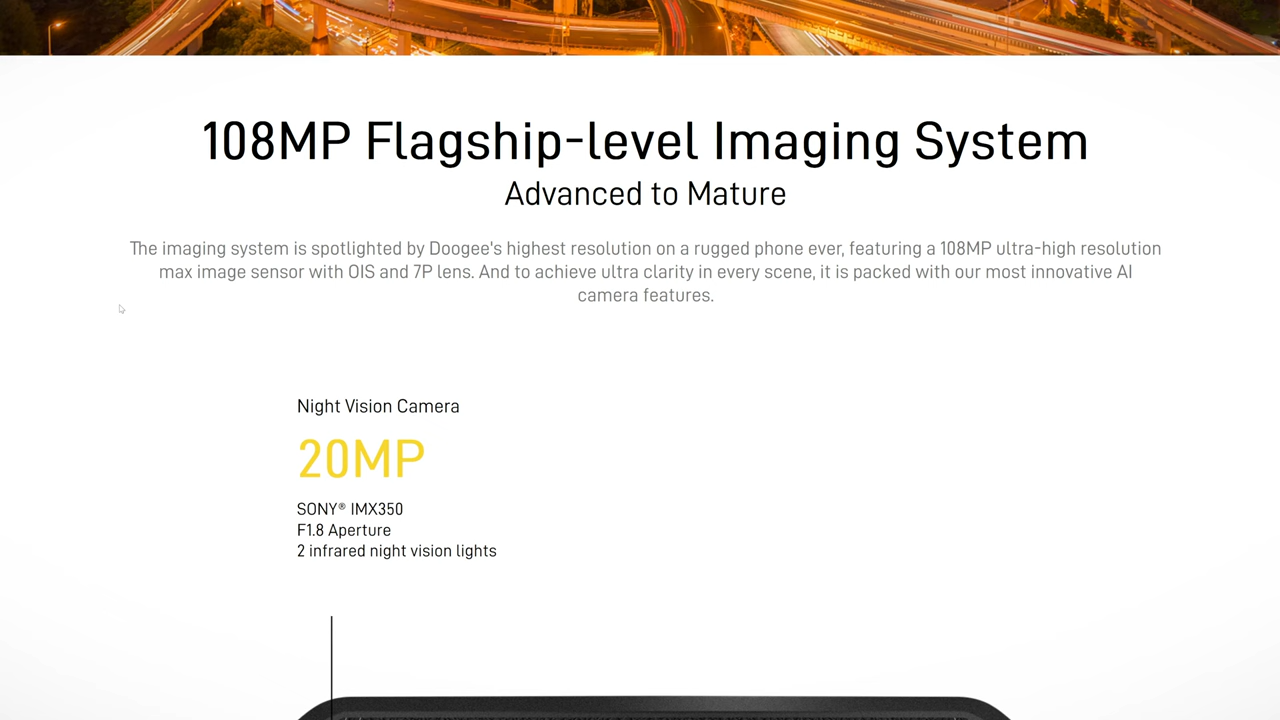 108MP Flagship-level Imaging System
Advanced to Mature
The imaging system is spotlighted by Doogee's highest resolution on a rugged phone ever, featuring a 108MP ultra-high resolution
max image sensor with OIS and 7P lens. And to achieve ultra clarity in every scene, it is packed with our most innovative AI
camera features.
Night Vision Camera
20MP
SONY® IMX350
F1.8 Aperture
2 infrared night vision lights